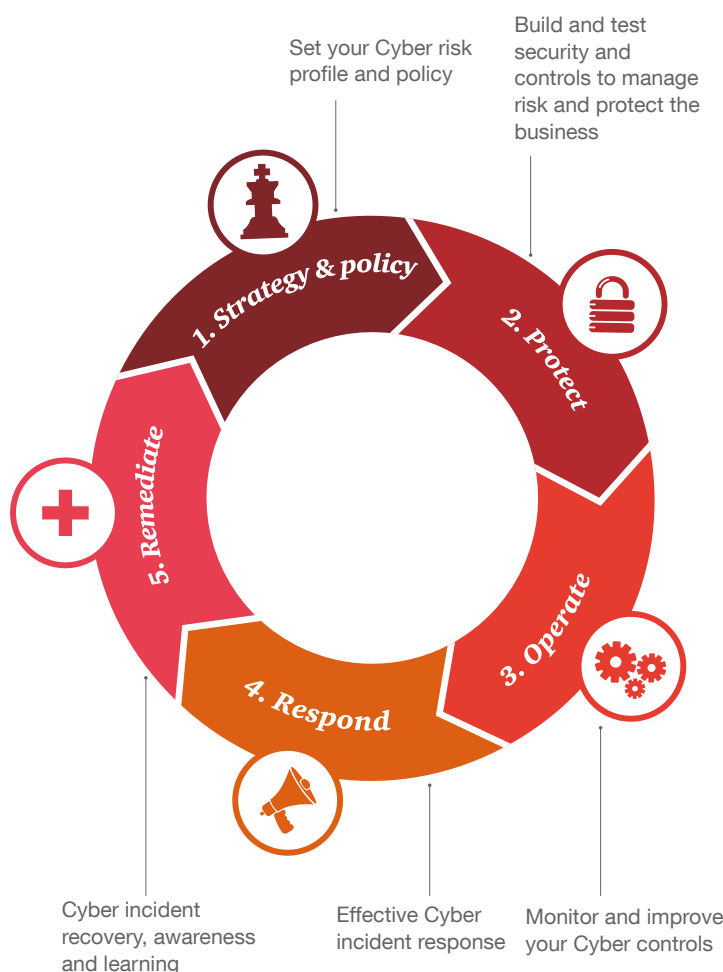 Set your Cyber risk
profile and policy
Build and test
security and
controls to manage
risk and protect the
business
1. Strategy & policy
2. Protect
3. Operate
4. Respond
5. Remediate
Cyber incident
recovery, awareness
and learning
Effective Cyber
incident response
Monitor and improve
your Cyber controls